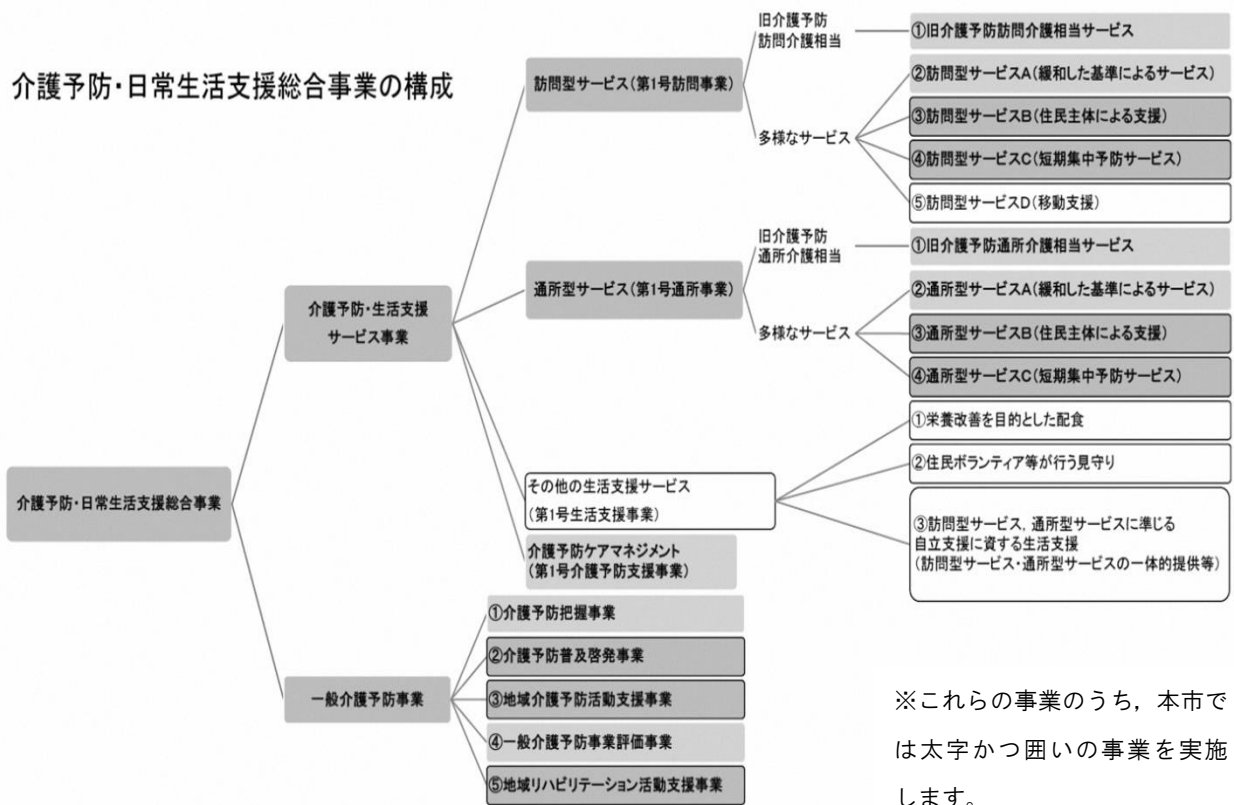 介護予防・日常生活支援総合事業の構成
介護予防・日常生活支援総合事業
介護予防・生活支援
サービス事業
訪問型サービス(第1号訪問事業)
旧介護予防
訪問介護相当
①旧介護予防訪問介護相当サービス
多様なサービス
②訪問型サービスA(緩和した基準によるサービス)
③訪問型サービスB(住民主体による支援)
④訪問型サービスC(短期集中予防サービス)
⑤訪問型サービスD(移動支援)
通所型サービス(第1号通所事業)
旧介護予防
通所介護相当
①旧介護予防通所介護相当サービス
多様なサービス
②通所型サービスA(緩和した基準によるサービス)
③通所型サービスB(住民主体による支援)
④通所型サービスC(短期集中予防サービス)
その他の生活支援サービス
(第1号生活支援事業)
①栄養改善を目的とした配食
②住民ボランティア等が行う見守り
③訪問型サービス，通所型サービスに準じる
自立支援に資する生活支援
(訪問型サービス・通所型サービスの一体的提供等)
介護予防ケアマネジメント
(第1号介護予防支援事業)
一般介護予防事業
①介護予防把握事業
②介護予防普及啓発事業
③地域介護予防活動支援事業
④一般介護予防事業評価事業
⑤地域リハビリテーション活動支援事業
※これらの事業のうち，本市で
は太字かつ囲いの事業を実施
します。